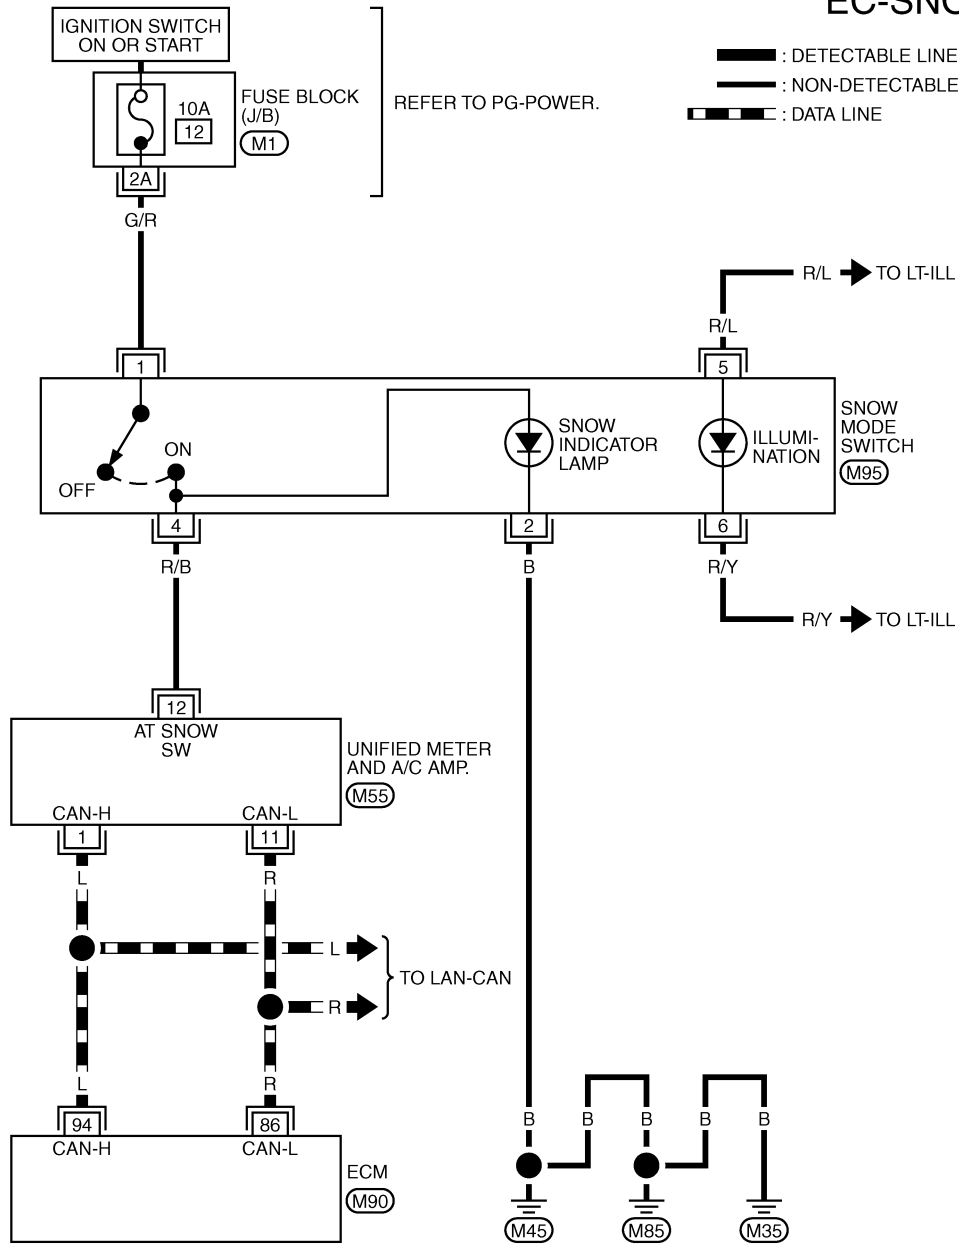 EC-SNO
IGNITION SWITCH
ON OR START
: DETECTABLE LINE
: NON-DETECTABLE
: DATA LINE
10A
12
FUSE BLOCK
(J/B)
M1
REFER TO PG-POWER.
2A
G/R
R/L
TO LT-ILL
R/L
1
5
SNOW
MODE
SWITCH
M95
ON
OFF
SNOW
INDICATOR
LAMP
ILLUMI-
NATION
4
2
6
R/B
B
R/Y
R/Y
TO LT-ILL
12
AT SNOW
SW
UNIFIED METER
AND A/C AMP.
M55
CAN-H
CAN-L
1
11
L
R
L
TO LAN-CAN
R
L
R
94
86
CAN-H
CAN-L
ECM
M90
B
B
B
B
B
M45
M85
M35